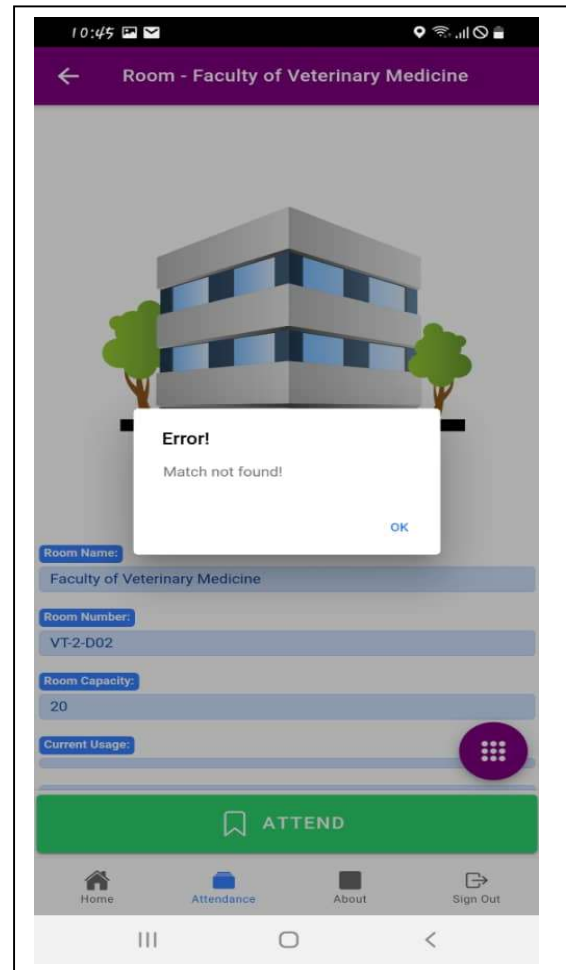 10:45
Room - Faculty of Veterinary Medicine
Error!
Match not found!
OK
Room Name:
Faculty of Veterinary Medicine
Room Number:
VT-2-D02
Room Capacity:
20
Current Usage:
ATTEND
Home Attendance About Sign Out